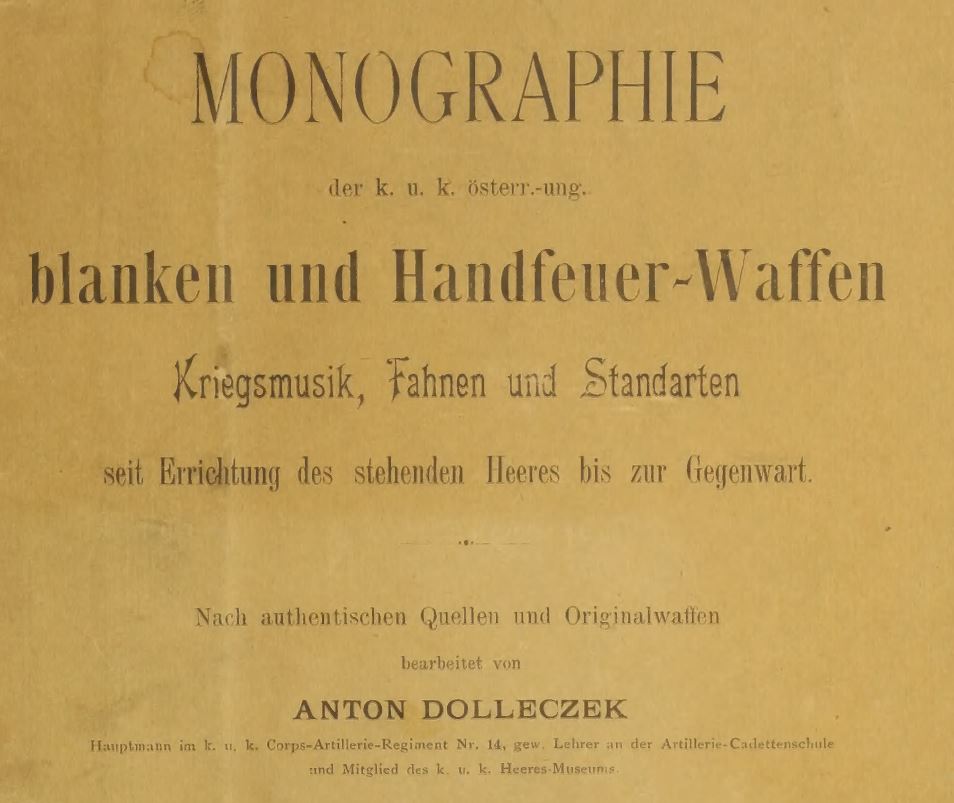 MONOGRAPHIE
der k. u. k. österr.-ung.
blanken und Handfeuer-Waffen
Kriegsmusik, Fahnen und Standarten
seit Errichtung des stehenden Heeres bis zur Gegenwart.
Nach authentischen Quellen und Originalwaffen
bearbeitet von
ANTON DOLLECZEK
Hauptmann im k. u. k. Corps-Artillerie-Regiment Nr. 14, gew. Lehrer an der Artillerie-Cadettenschule
und Mitglied des k. u. k. Heeres-Museums.